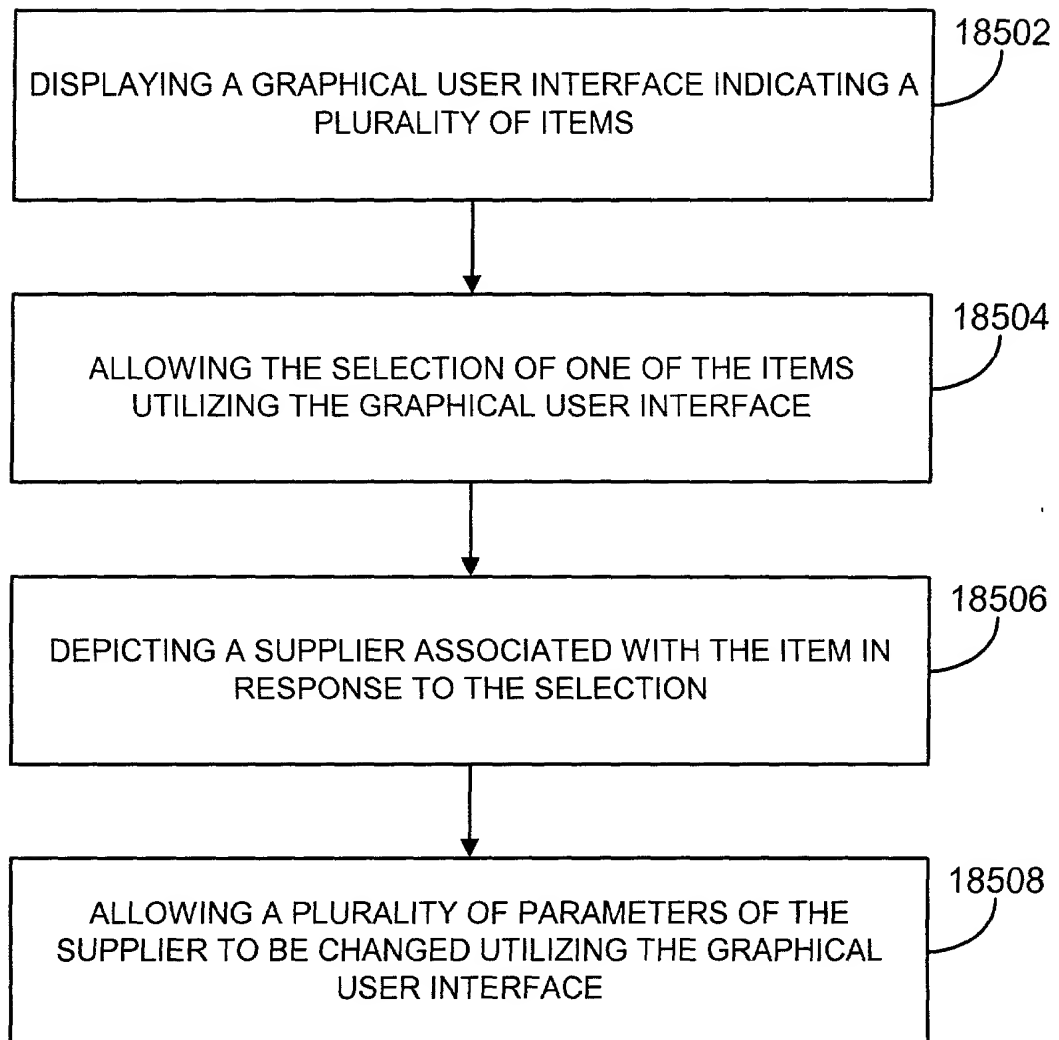 18502
DISPLAYING A GRAPHICAL USER INTERFACE INDICATING A
PLURALITY OF ITEMS
18504
ALLOWING THE SELECTION OF ONE OF THE ITEMS
UTILIZING THE GRAPHICAL USER INTERFACE
18506
DEPICTING A SUPPLIER ASSOCIATED WITH THE ITEM IN
RESPONSE TO THE SELECTION
18508
ALLOWING A PLURALITY OF PARAMETERS OF THE
SUPPLIER TO BE CHANGED UTILIZING THE GRAPHICAL
USER INTERFACE